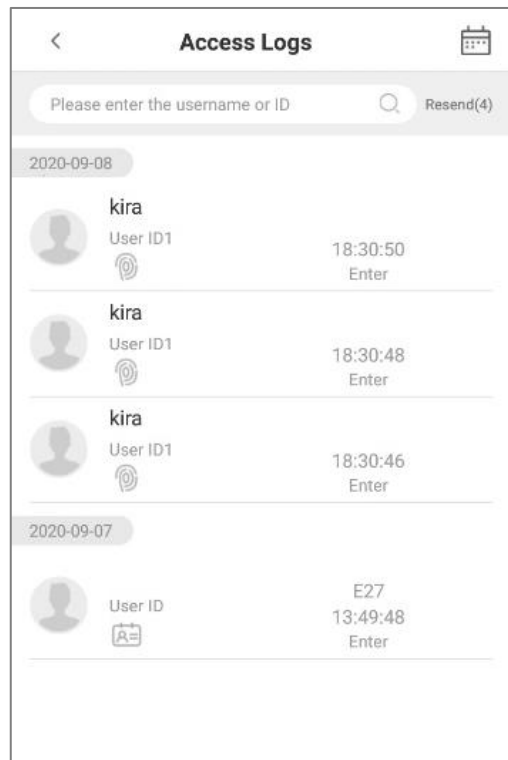 Access Logs
Please enter the username or ID
Resend(4)
2020-09-08
kira
User ID1
18:30:50
Enter
kira
User ID1
18:30:48
Enter
kira
User ID1
18:30:46
Enter
2020-09-07
E27
User ID
13:49:48
Enter